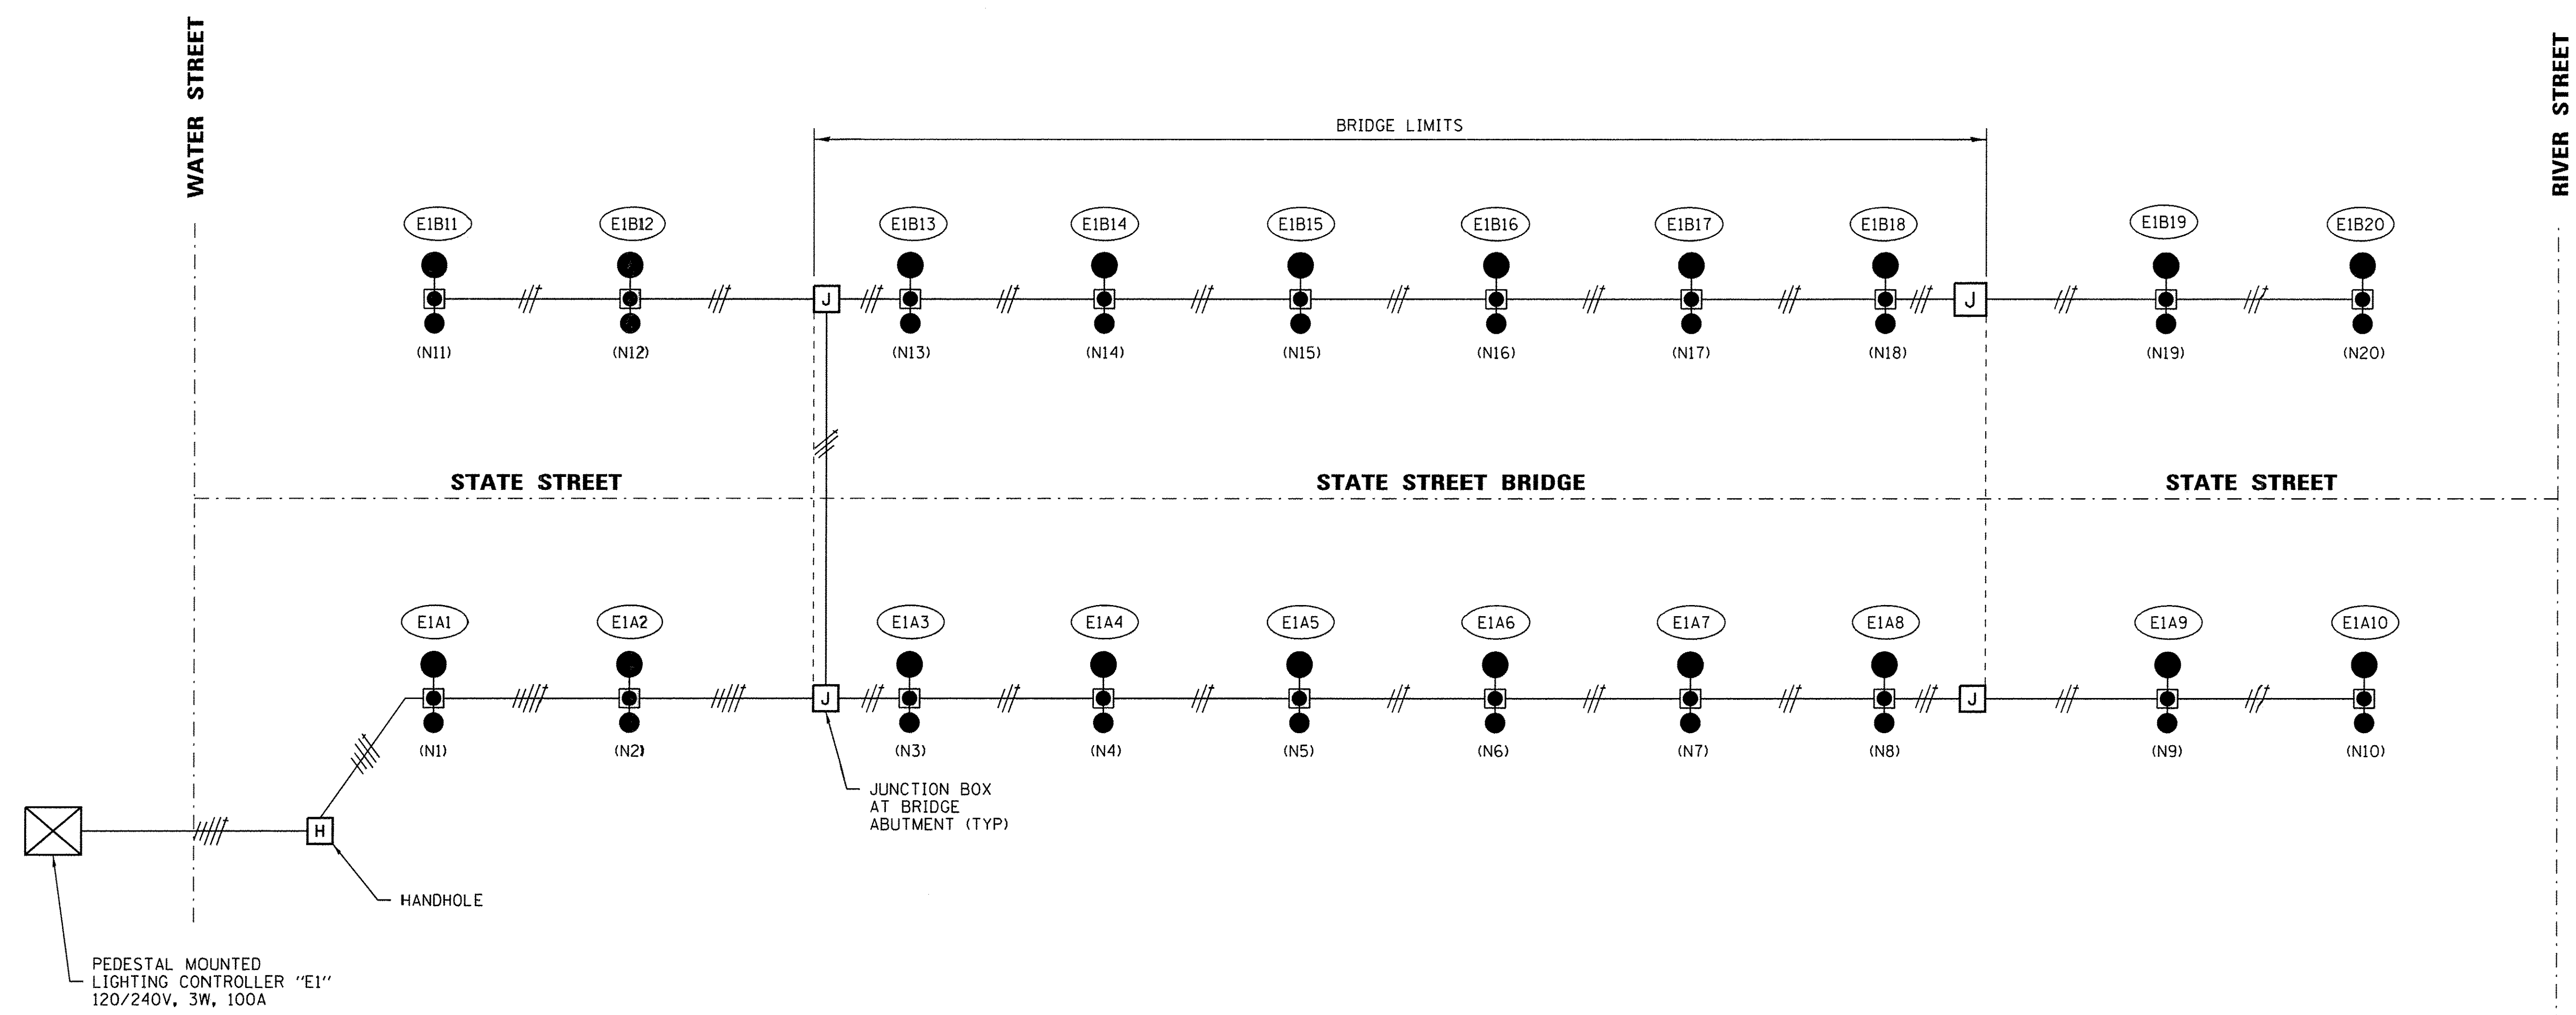 WATER STREET
RIVER STREET
BRIDGE LIMITS
E1B11 E1B12 E1B13 E1B14 E1B15 E1B16 E1B17 E1B18 E1B19 E1B20
J J
(N11) (N12) (N13) (N14) (N15) (N16) (N17) (N18) (N19) (N20)
STATE STREET STATE STREET BRIDGE STATE STREET
E1A1 E1A2 E1A3 E1A4 E1A5 E1A6 E1A7 E1A8 E1A9 E1A10
J J
(N1) (N2) (N3) (N4) (N5) (N6) (N7) (N8) (N9) (N10)
JUNCTION BOX
AT BRIDGE
ABUTMENT (TYP)
H
HANDHOLE
PEDESTAL MOUNTED
LIGHTING CONTROLLER "E1"
120/240V, 3W, 100A